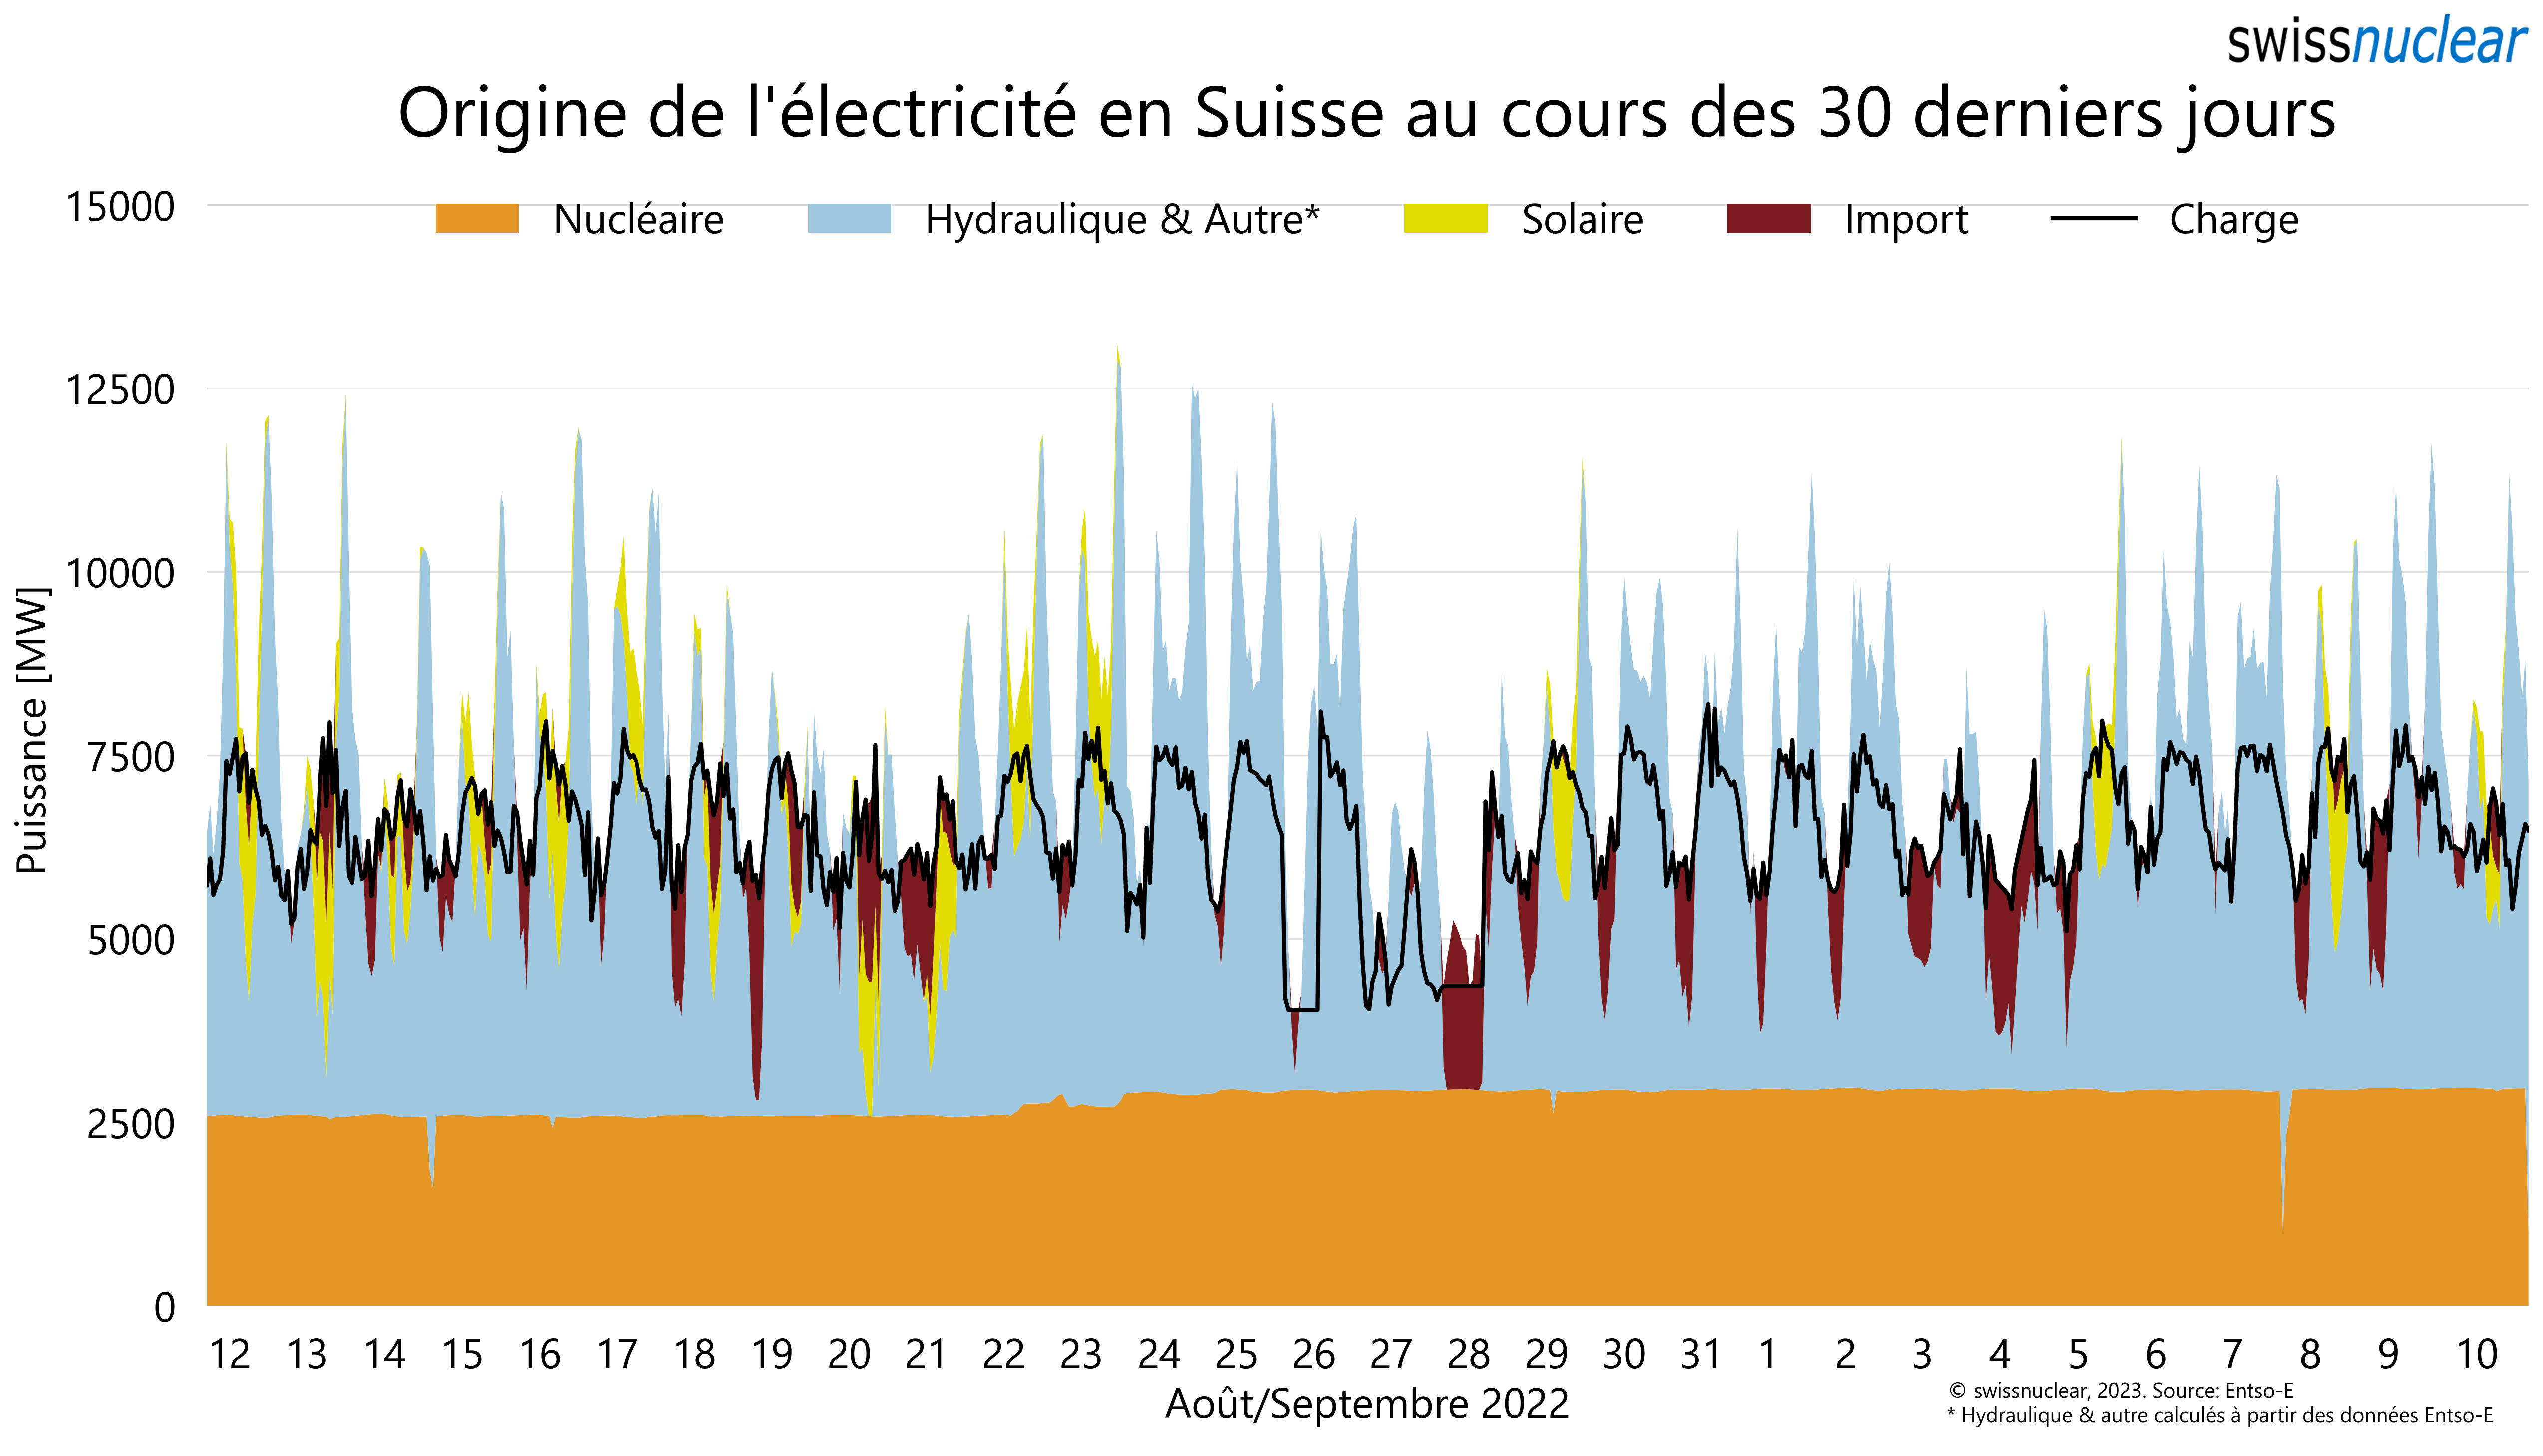 swissnuclear
Origine de l'électricité en Suisse au cours des 30 derniers jours
Nucléaire Hydraulique & Autre* Solaire Import Charge
Puissance [MW]
15000
12500
10000
7500
5000
2500
0
12 13 14 15 16 17 18 19 20 21 22 23 24 25 26 27 28 29 30 31 1 2 3 4 5 6 7 8 9 10
Août/Septembre 2022
© swissnuclear, 2023. Source: Entso-E
* Hydraulique & autre calculés à partir des données Entso-E